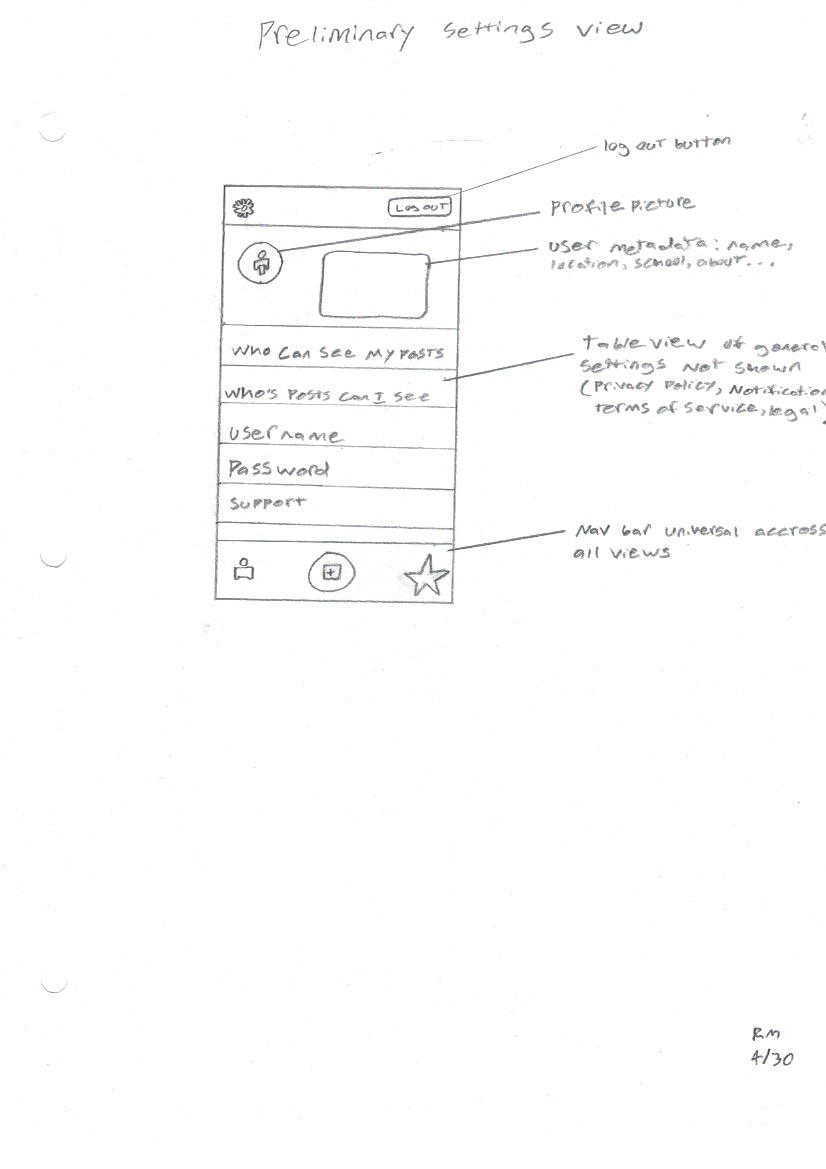 Preliminary settings view
log out button
LOG OUT
Profile Picture
user metadata: name,
location, school, about...
Who Can See My Posts
Who's Posts Can I See
username
Password
Support
Table view of general
settings not shown
(Privacy Policy, Notification
terms of service, legal)
Nav bar universal accross
all views
RM
4/30